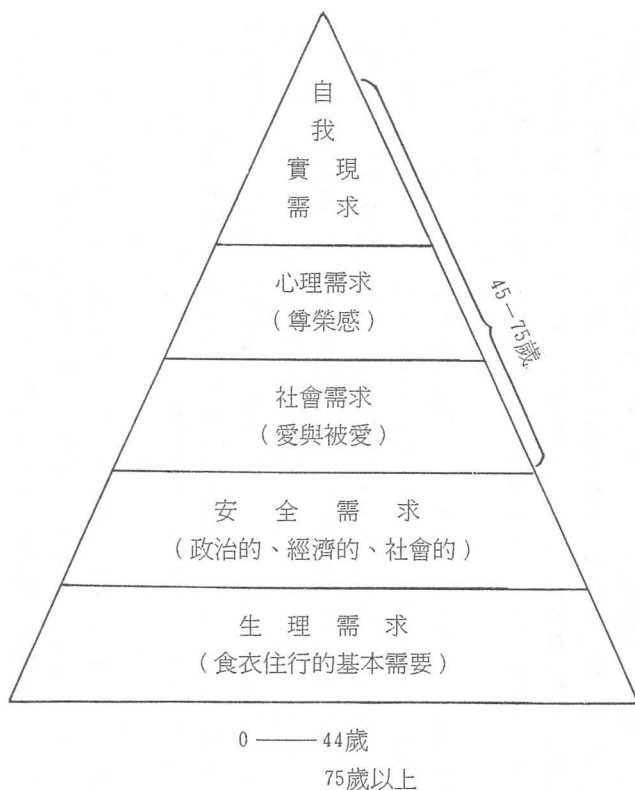 自
我
實現
需求
心理需求
(尊榮感)
45—75歲
社會需求
(愛與被愛)
安全需求
(政治的、經濟的、社會的)
生理需求
(食衣住行的基本需要)
0——44歲
75歲以上